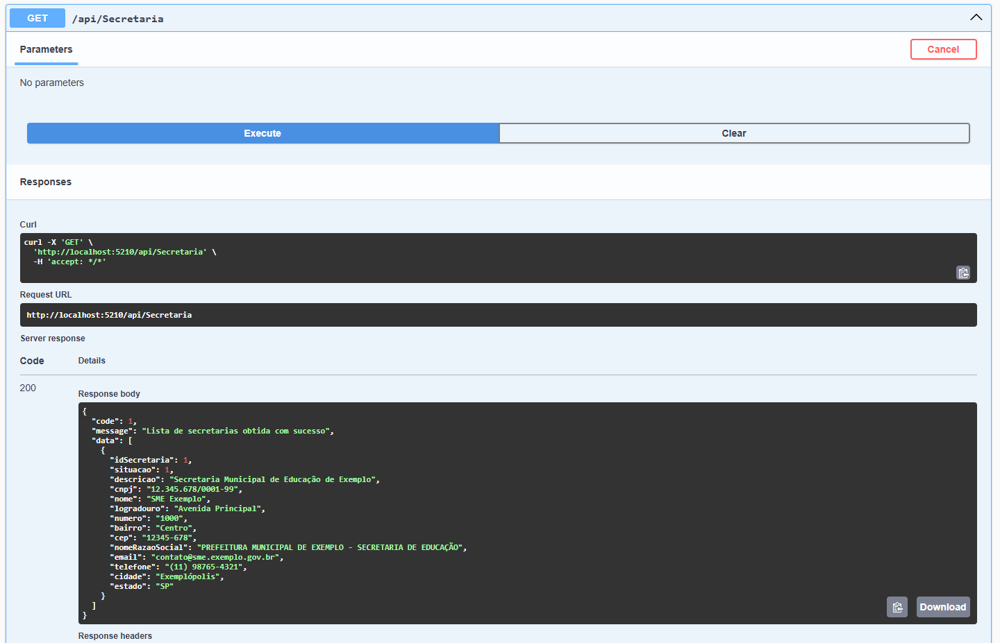 GET /api/Secretaria
Parameters
Cancel
No parameters
Execute
Clear
Responses
Curl
curl -X 'GET' \
  'http://localhost:5210/api/Secretaria' \
  -H 'accept: */*'
Request URL
http://localhost:5210/api/Secretaria
Server response
Code Details
200
Response body
{
  "code": 1,
  "message": "Lista de secretarias obtida com sucesso",
  "data": [
    {
      "idSecretaria": 1,
      "situacao": 1,
      "descricao": "Secretaria Municipal de Educação de Exemplo",
      "cnpj": "12.345.678/0001-99",
      "nome": "SME Exemplo",
      "logradouro": "Avenida Principal",
      "numero": "1000",
      "bairro": "Centro",
      "cep": "12345-678",
      "nomeRazaoSocial": "PREFEITURA MUNICIPAL DE EXEMPLO - SECRETARIA DE EDUCAÇÃO",
      "email": "contato@sme.exemplo.gov.br",
      "telefone": "(11) 98765-4321",
      "cidade": "Exemplópolis",
      "estado": "SP"
    }
  ]
}
Download
Response headers